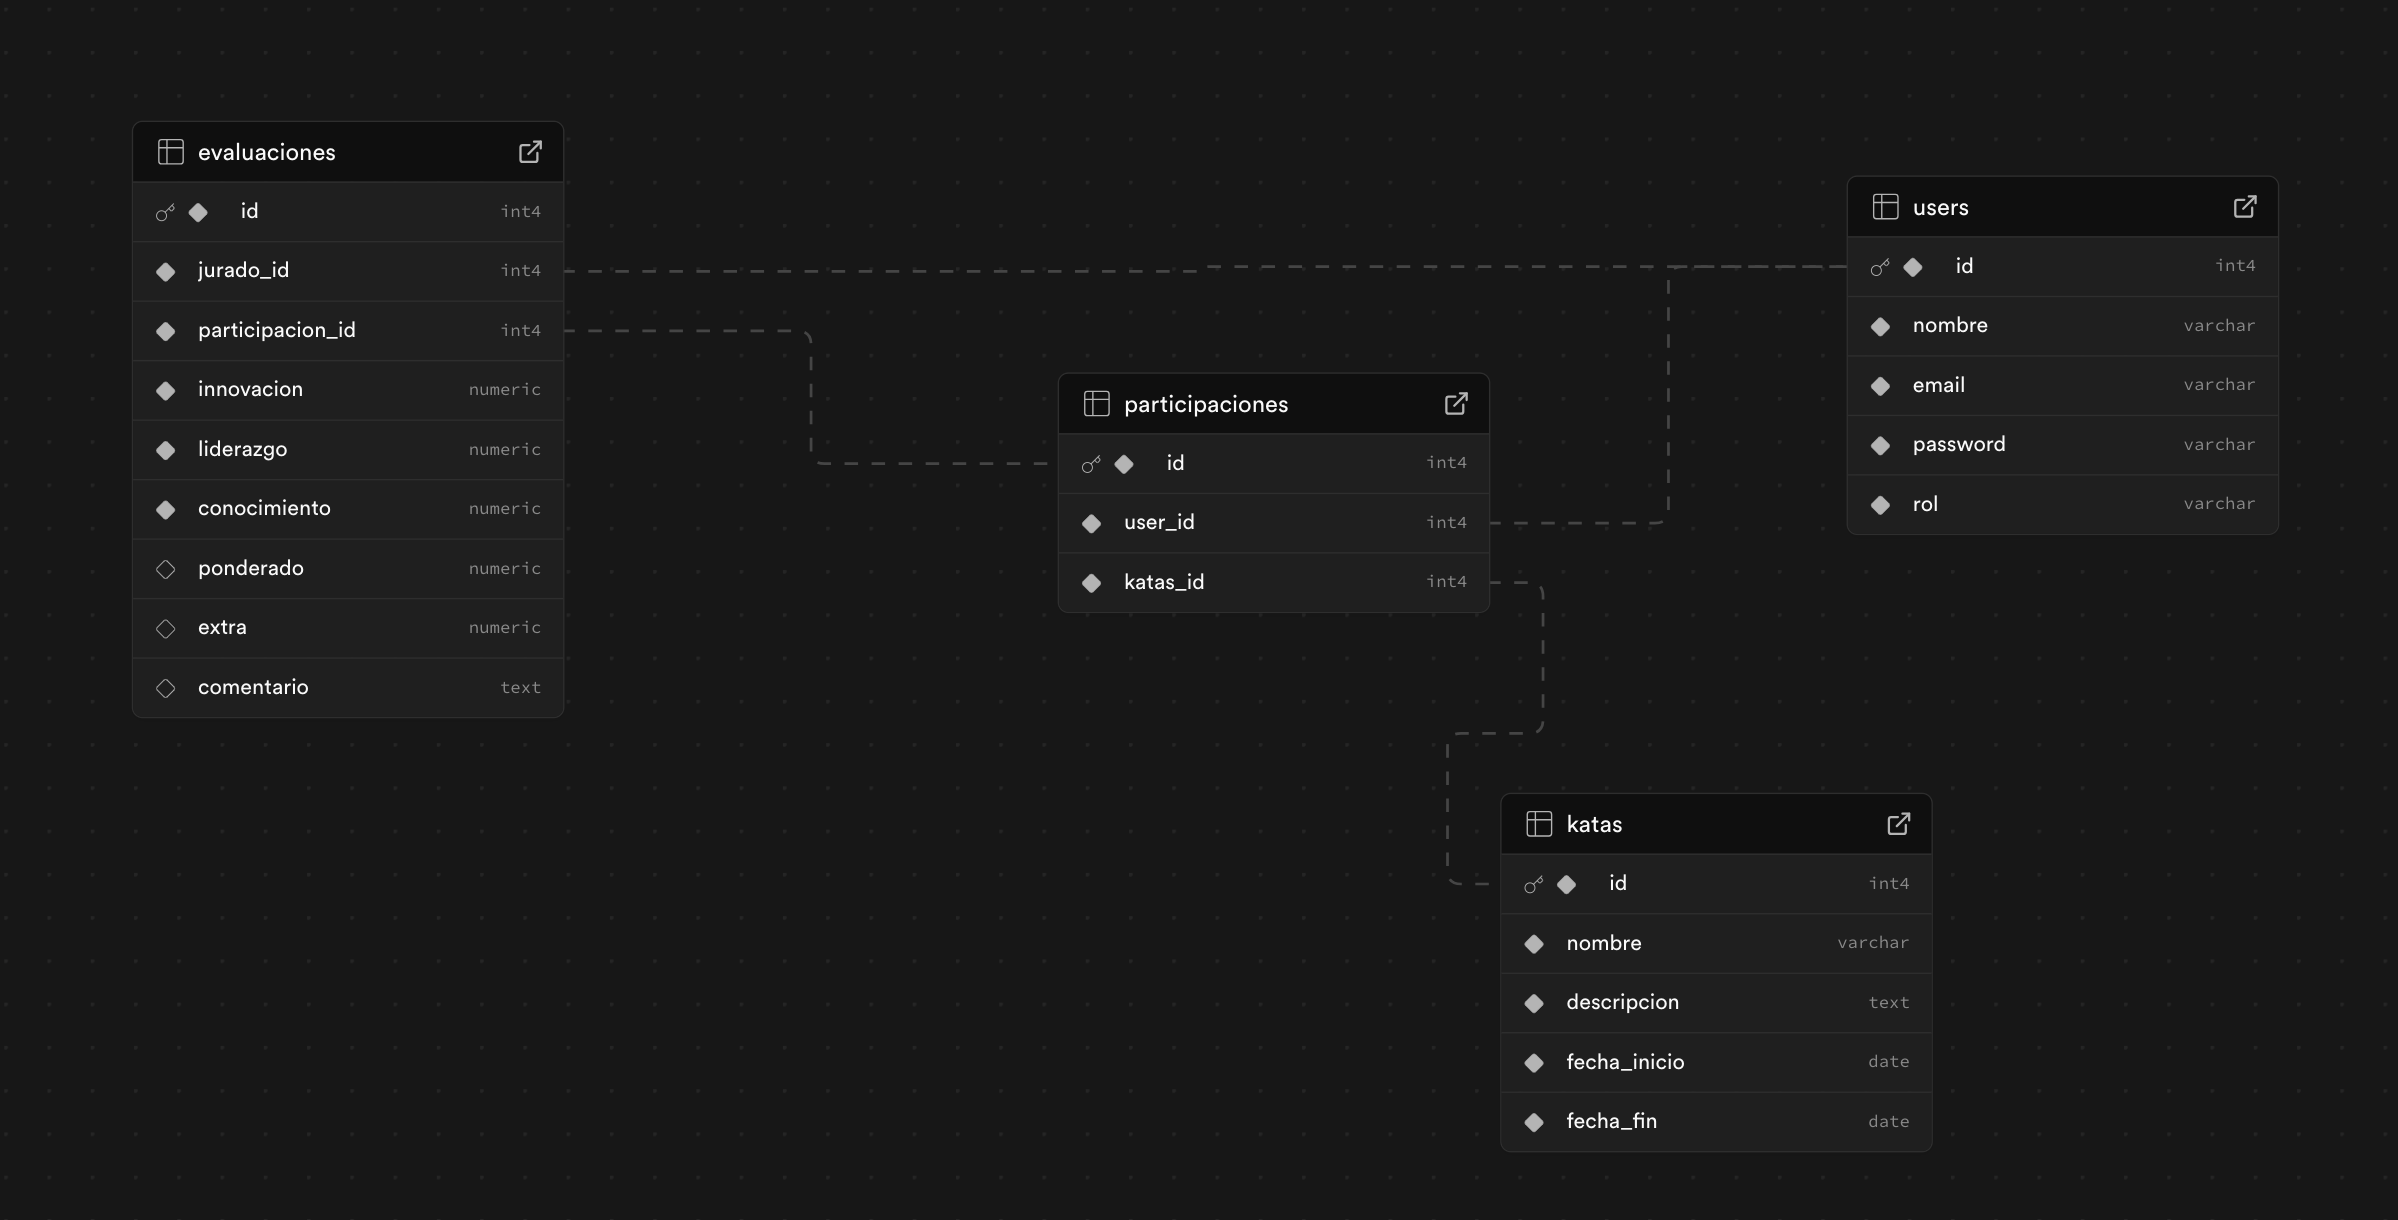 evaluaciones
id int4
jurado_id int4
participacion_id int4
innovacion numeric
liderazgo numeric
conocimiento numeric
ponderado numeric
extra numeric
comentario text
participaciones
id int4
user_id int4
katas_id int4
users
id int4
nombre varchar
email varchar
password varchar
rol varchar
katas
id int4
nombre varchar
descripcion text
fecha_inicio date
fecha_fin date